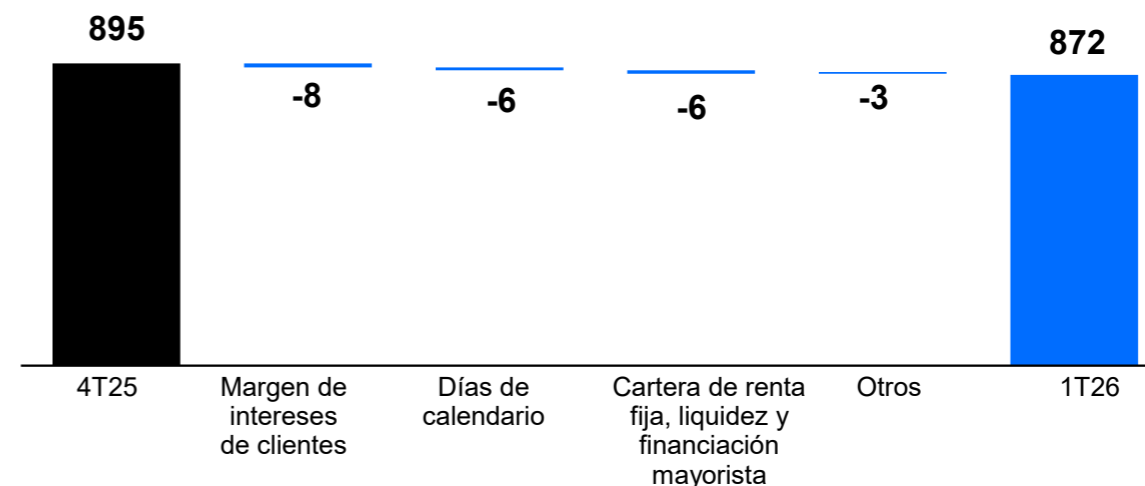 895
872
-8
-6
-6
-3
4T25
Margen de
intereses
de clientes
Días de
calendario
Cartera de renta
fija, liquidez y
financiación
mayorista
Otros
1T26